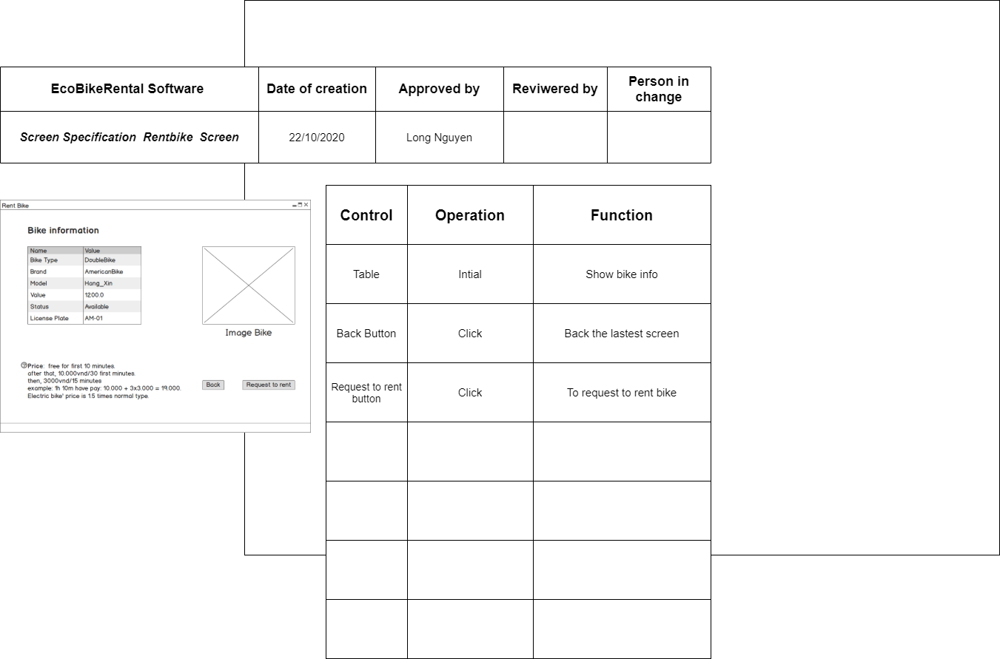 EcoBikeRental Software
Date of creation
Approved by
Reviwered by
Person in
change
Screen Specification  Rentbike  Screen
22/10/2020
Long Nguyen
Rent Bike
Bike information
Name
Value
Bike Type
DoubleBike
Brand
AmericanBike
Model
Hang_Xin
Value
1200.0
Status
Available
License Plate
AM-01
Image Bike
Price:  free for first 10 minutes.
after that, 10.000vnd/30 first minutes.
then, 3000vnd/15 minutes
example: 1h 10m have pay: 10.000 + 3x3.000 = 19.000.
Electric bike' price is 1.5 times normal type.
Back
Request to rent
Control
Operation
Function
Table
Intial
Show bike info
Back Button
Click
Back the lastest screen
Request to rent
button
Click
To request to rent bike